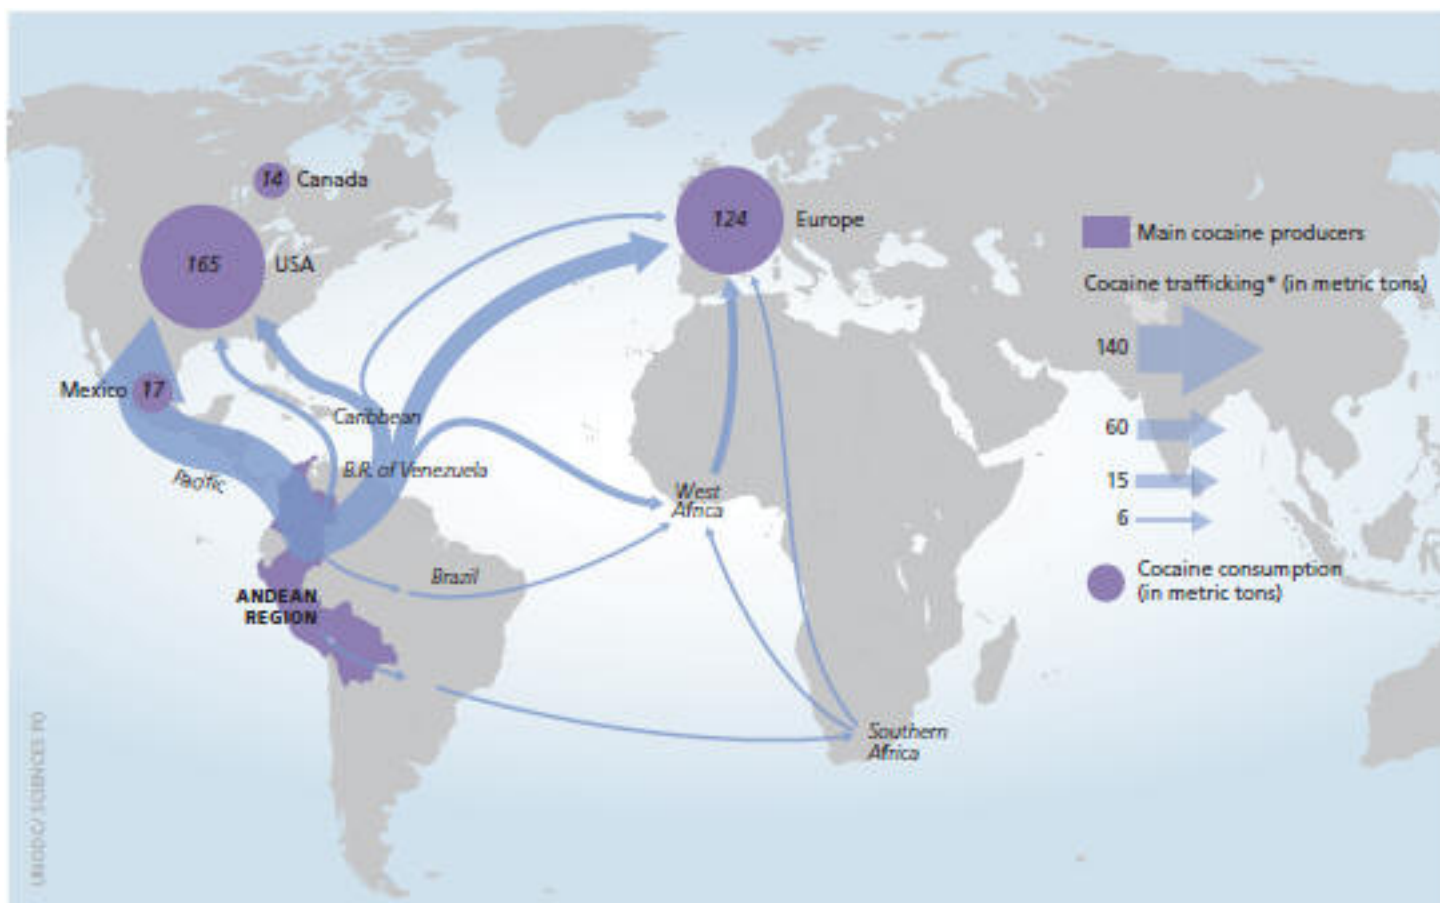 14 Canada
165 USA
124 Europe
Mexico 17
Caribbean
B.R. of Venezuela
Pacific
West
Africa
Brazil
ANDEAN
REGION
Southern
Africa
Main cocaine producers
Cocaine trafficking* (in metric tons)
140
60
15
6
Cocaine consumption
(in metric tons)
UNODC/ SCIENCES PO